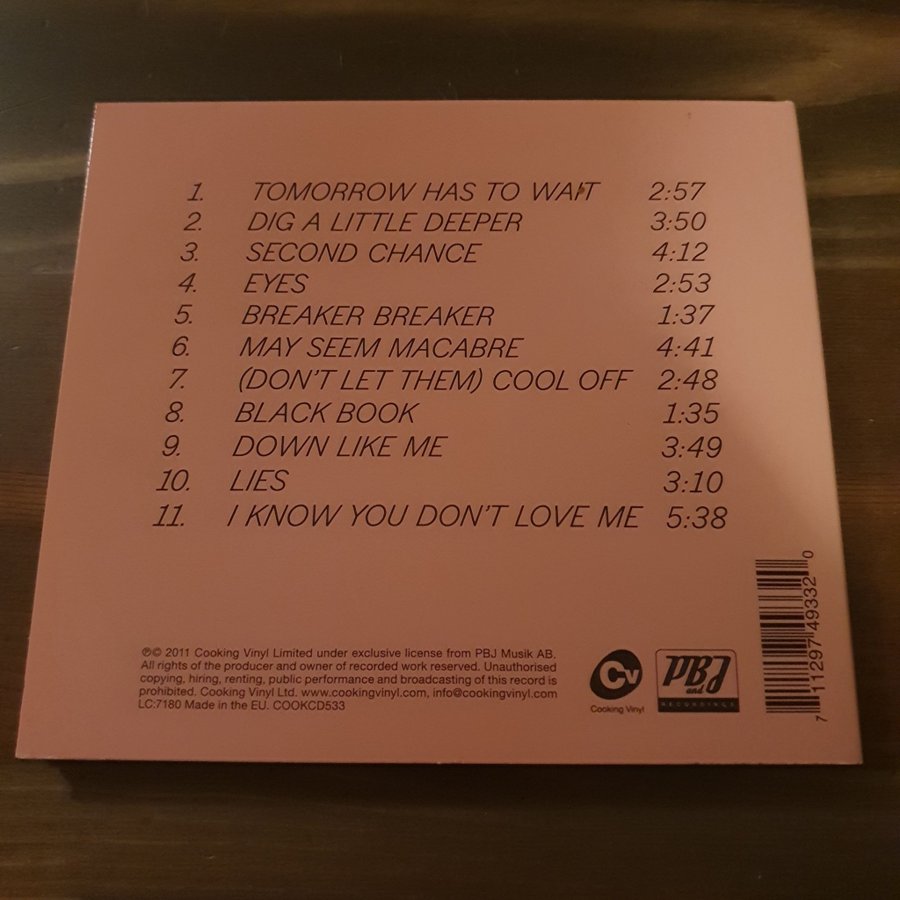 1. TOMORROW HAS TO WAIT 2:57
2. DIG A LITTLE DEEPER 3:50
3. SECOND CHANCE 4:12
4. EYES 2:53
5. BREAKER BREAKER 1:37
6. MAY SEEM MACABRE 4:41
7. (DON'T LET THEM) COOL OFF 2:48
8. BLACK BOOK 1:35
9. DOWN LIKE ME 3:49
10. LIES 3:10
11. I KNOW YOU DON'T LOVE ME 5:38
℗© 2011 Cooking Vinyl Limited under exclusive license from PBJ Musik AB.
All rights of the producer and owner of recorded work reserved. Unauthorised
copying, hiring, renting, public performance and broadcasting of this record is
prohibited. Cooking Vinyl Ltd. www.cookingvinyl.com, info@cookingvinyl.com
LC:7180 Made in the EU. COOKCD533
CV
Cooking Vinyl
PBJ
and
RECORDINGS
7 11297 49332 0